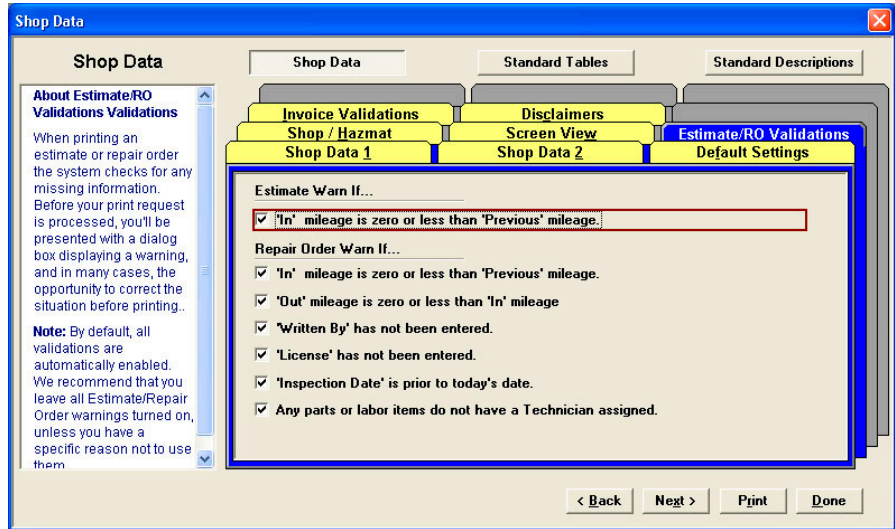 Shop Data
Shop Data
Shop Data
Standard Tables
Standard Descriptions
About Estimate/RO
Validations Validations
When printing an
estimate or repair order
the system checks for any
missing information.
Before your print request
is processed, you'll be
presented with a dialog
box displaying a warning,
and in many cases, the
opportunity to correct the
situation before printing..
Note: By default, all
validations are
automatically enabled.
We recommend that you
leave all Estimate/Repair
Order warnings turned on,
unless you have a
specific reason not to use
them
Invoice Validations
Disclaimers
Shop / Hazmat
Screen View
Estimate/RO Validations
Shop Data 1
Shop Data 2
Default Settings
Estimate Warn If...
'In' mileage is zero or less than 'Previous' mileage.
Repair Order Warn If...
'In' mileage is zero or less than 'Previous' mileage.
'Out' mileage is zero or less than 'In' mileage
'Written By' has not been entered.
'License' has not been entered.
'Inspection Date' is prior to today's date.
Any parts or labor items do not have a Technician assigned.
< Back
Next >
Print
Done